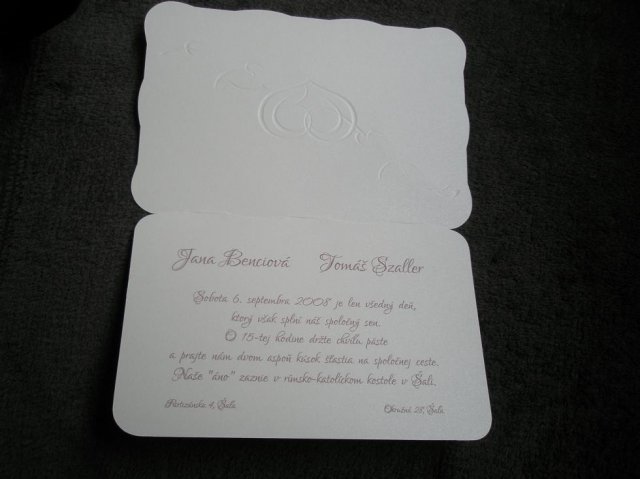 Jana Benciová Tomáš Szaller
Sobota 6. septembra 2008 je len všedný deň,
ktorý však splní náš spoločný sen.
O 15-tej hodine držte chvíľu päste
a prajte nám dvom aspoň kúsok šťastia na spoločnej ceste.
Naše "áno" zaznie v rímsko-katolíckom kostole v Šali.
Partizánska 4, Šaľa Okružná 28, Šaľa